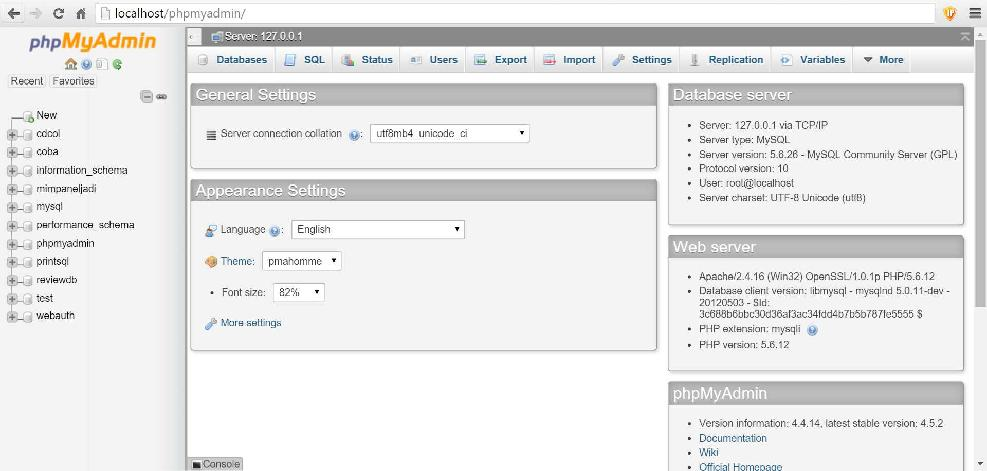 localhost/phpmyadmin/
phpMyAdmin
Recent Favorites
New
cdcol
coba
information_schema
mimpaneljadi
mysql
performance_schema
phpmyadmin
printsql
reviewdb
test
webauth
Server: 127.0.0.1
Databases SQL Status Users Export Import Settings Replication Variables More
General Settings
Server connection collation : utf8mb4_unicode_ci
Appearance Settings
Language : English
Theme: pmahomme
Font size: 82%
More settings
Database server
Server: 127.0.0.1 via TCP/IP
Server type: MySQL
Server version: 5.6.26 - MySQL Community Server (GPL)
Protocol version: 10
User: root@localhost
Server charset: UTF-8 Unicode (utf8)
Web server
Apache/2.4.16 (Win32) OpenSSL/1.0.1p PHP/5.6.12
Database client version: libmysql - mysqlnd 5.0.11-dev -
20120503 - $Id:
3c688b6bbc30d36af3ac34fdd4b7b5b787fe5555 $
PHP extension: mysqli
PHP version: 5.6.12
phpMyAdmin
Version information: 4.4.14, latest stable version: 4.5.2
Documentation
Wiki
Official Homepage
Console